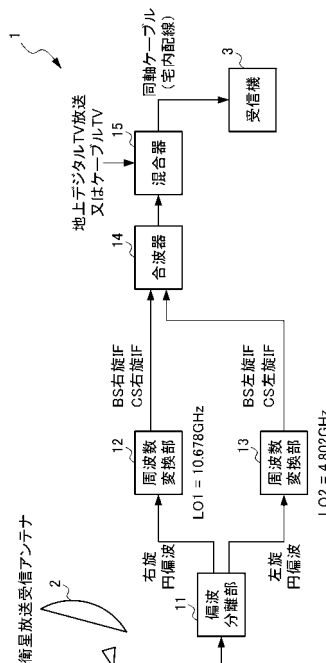 1
衛星放送受信アンテナ
2
11
偏波
分離部
右旋
円偏波
左旋
円偏波
12
周波数
変換部
LO1 = 10.678GHz
13
周波数
変換部
LO2 = 4.802GHz
BS右旋IF
CS右旋IF
BS左旋IF
CS左旋IF
14
合波器
地上デジタルTV放送
又はケーブルTV
15
混合器
同軸ケーブル
(宅内配線)
3
受信機